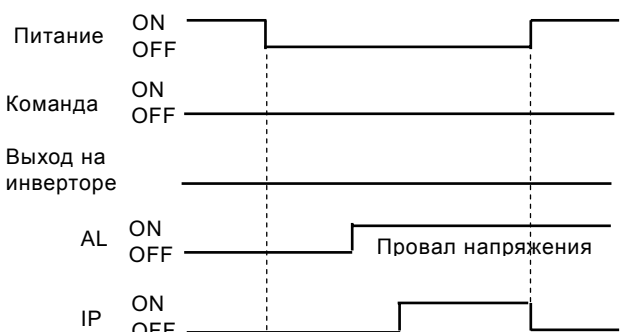 Питание ON
OFF
Команда ON
OFF
Выход на
инверторе
AL ON
OFF
Провал напряжения
IP ON
OFF